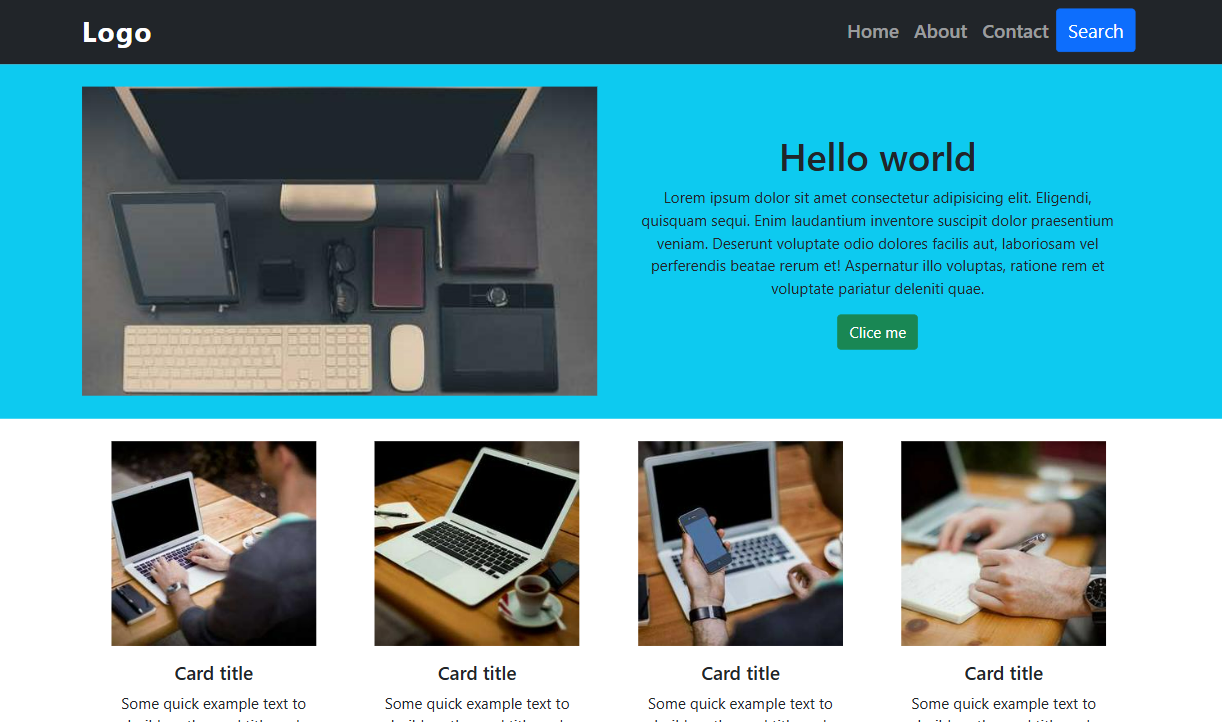 Logo
Home About Contact Search
Hello world
Lorem ipsum dolor sit amet consectetur adipisicing elit. Eligendi,
quisquam sequi. Enim laudantium inventore suscipit dolor praesentium
veniam. Deserunt voluptate odio dolores facilis aut, laboriosam vel
perferendis beatae rerum et! Aspernatur illo voluptas, ratione rem et
voluptate pariatur deleniti quae.
Clice me
Card title
Some quick example text to
Card title
Some quick example text to
Card title
Some quick example text to
Card title
Some quick example text to